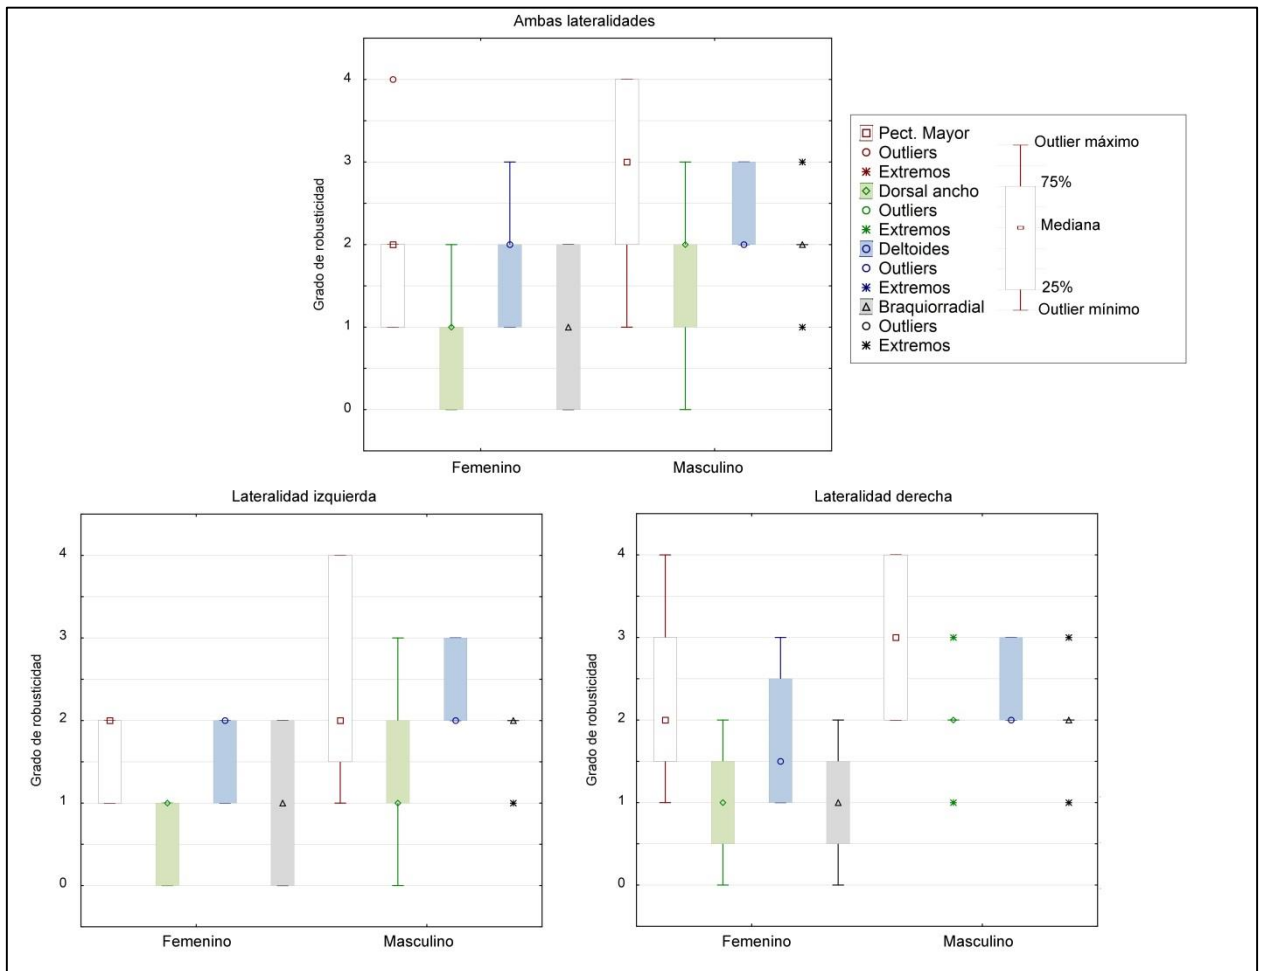 Ambas lateralidades
Grado de robusticidad
4
3
2
1
0
Femenino
Masculino
Pect. Mayor
Outliers
Extremos
Dorsal ancho
Outliers
Extremos
Deltoides
Outliers
Extremos
Braquiorradial
Outliers
Extremos
Outlier máximo
75%
Mediana
25%
Outlier mínimo
Lateralidad izquierda
Grado de robusticidad
4
3
2
1
0
Femenino
Masculino
Lateralidad derecha
Grado de robusticidad
4
3
2
1
0
Femenino
Masculino